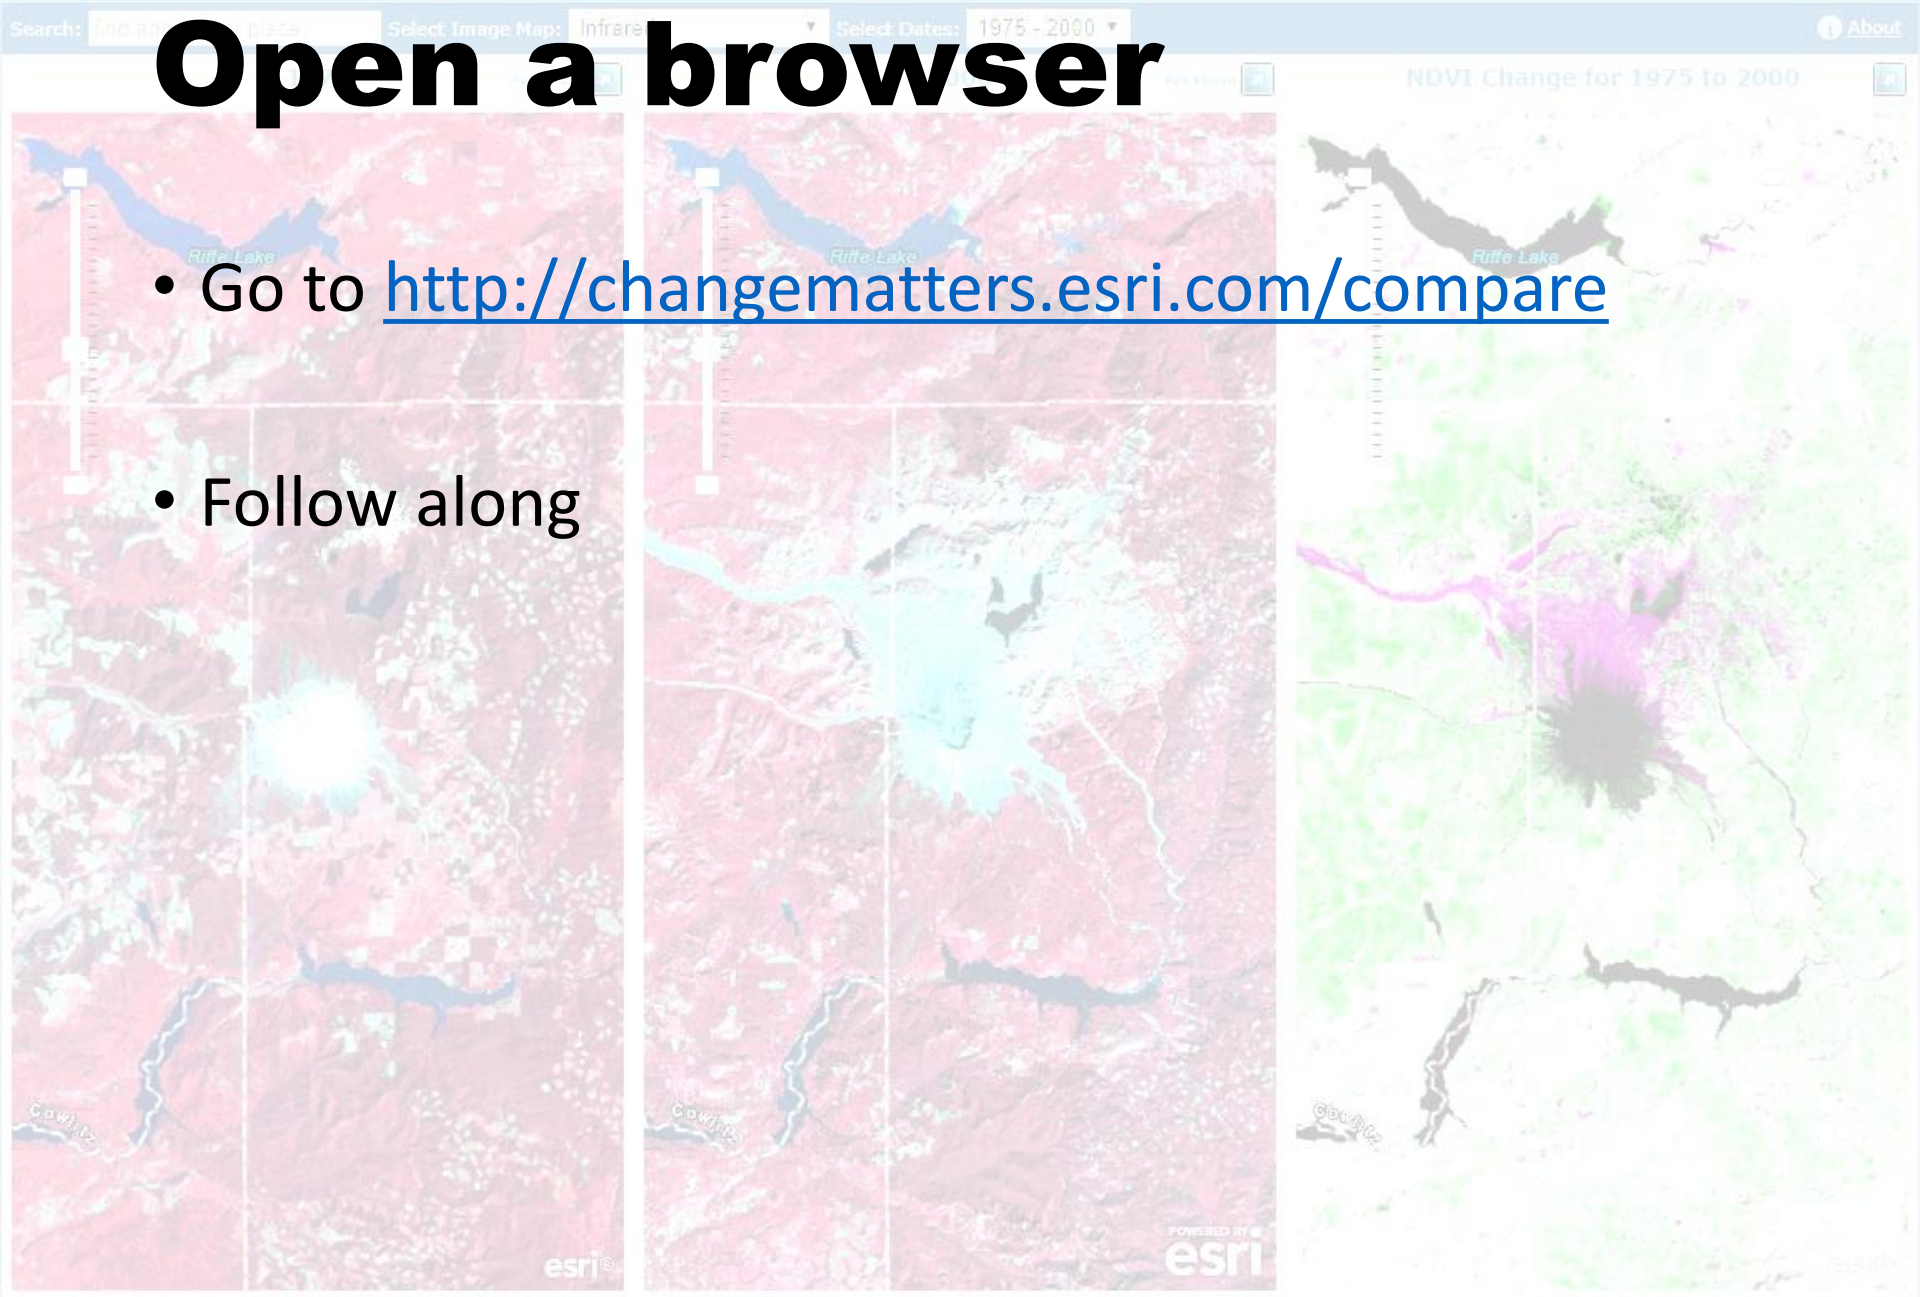 Search:
Select Image Map: Infrared
Select Dates: 1975 - 2000
About
Open a browser
NDVI Change for 1975 to 2000
Riffe Lake
Riffe Lake
Riffe Lake
• Go to http://changematters.esri.com/compare
• Follow along
Cowlitz
Cowlitz
Cowlitz
esri
POWERED BY
esri